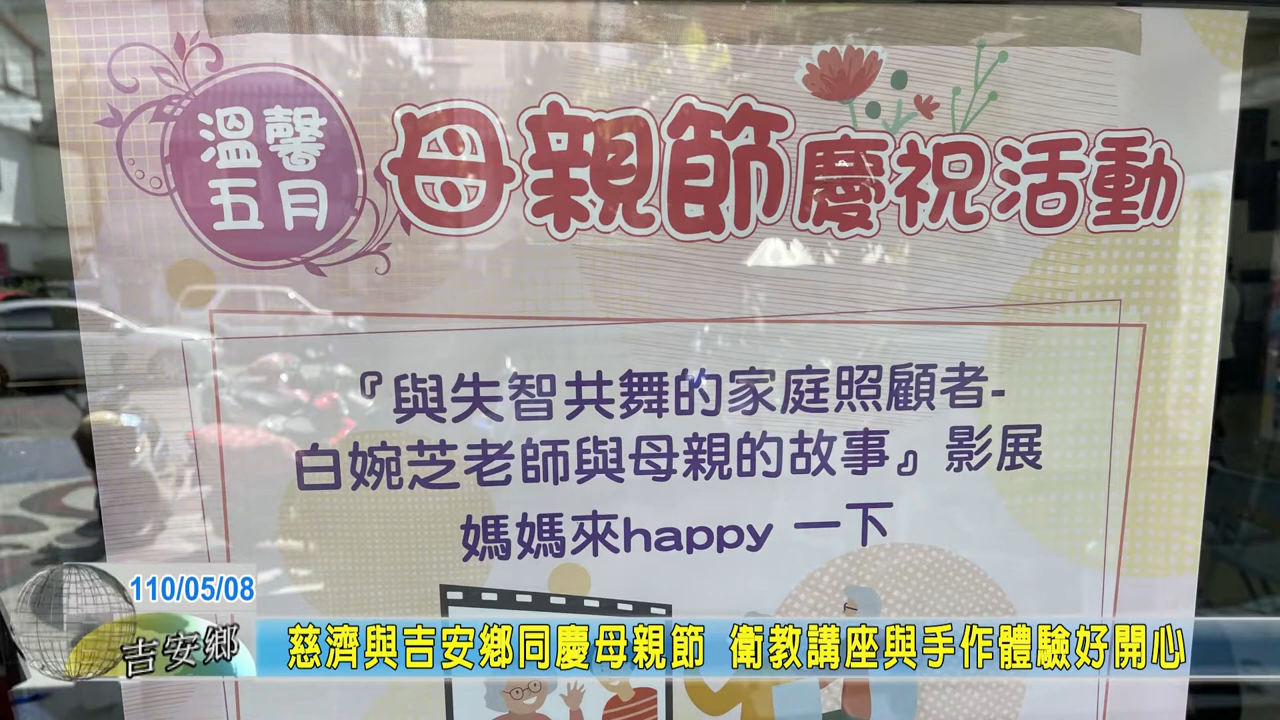 溫馨
五月
母親節慶祝活動
『與失智共舞的家庭照顧者-
白婉芝老師與母親的故事』影展
媽媽來happy 一下
110/05/08
吉安鄉
慈濟與吉安鄉同慶母親節 衛教講座與手作體驗好開心